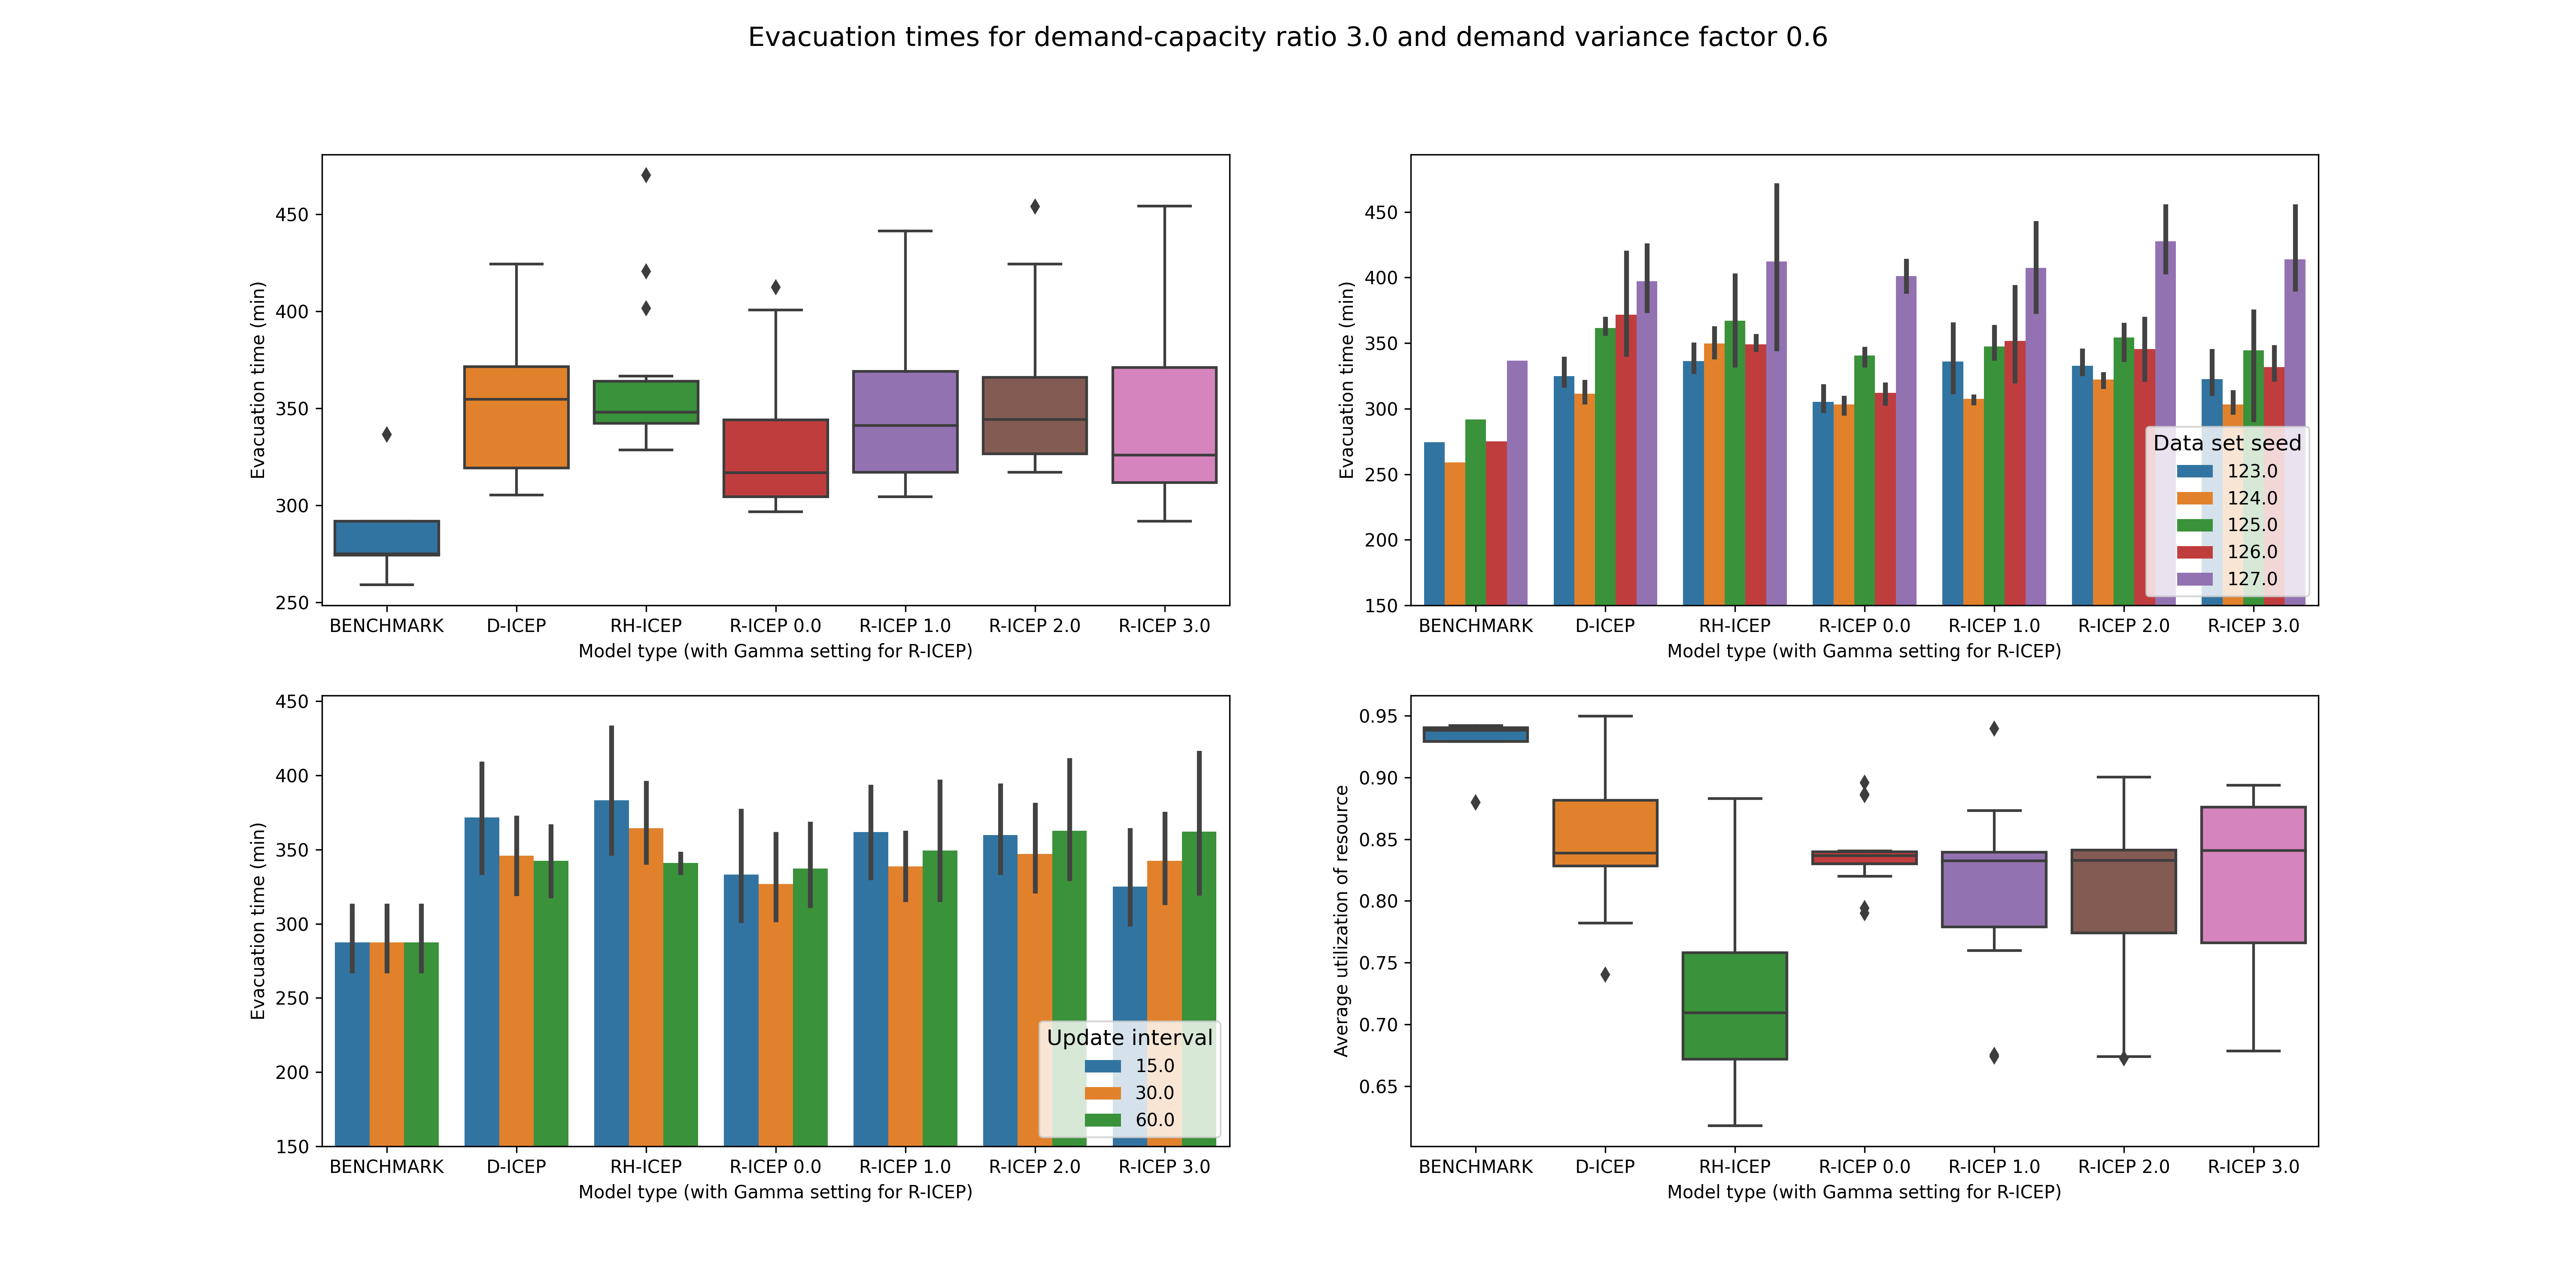 Evacuation times for demand-capacity ratio 3.0 and demand variance factor 0.6
Evacuation time (min)
450
400
350
300
250
BENCHMARK D-ICEP RH-ICEP R-ICEP 0.0 R-ICEP 1.0 R-ICEP 2.0 R-ICEP 3.0
Model type (with Gamma setting for R-ICEP)
Evacuation time (min)
450
400
350
300
250
200
150
Data set seed
123.0
124.0
125.0
126.0
127.0
BENCHMARK D-ICEP RH-ICEP R-ICEP 0.0 R-ICEP 1.0 R-ICEP 2.0 R-ICEP 3.0
Model type (with Gamma setting for R-ICEP)
Evacuation time (min)
450
400
350
300
250
200
150
Update interval
15.0
30.0
60.0
BENCHMARK D-ICEP RH-ICEP R-ICEP 0.0 R-ICEP 1.0 R-ICEP 2.0 R-ICEP 3.0
Model type (with Gamma setting for R-ICEP)
Average utilization of resource
0.95
0.90
0.85
0.80
0.75
0.70
0.65
BENCHMARK D-ICEP RH-ICEP R-ICEP 0.0 R-ICEP 1.0 R-ICEP 2.0 R-ICEP 3.0
Model type (with Gamma setting for R-ICEP)